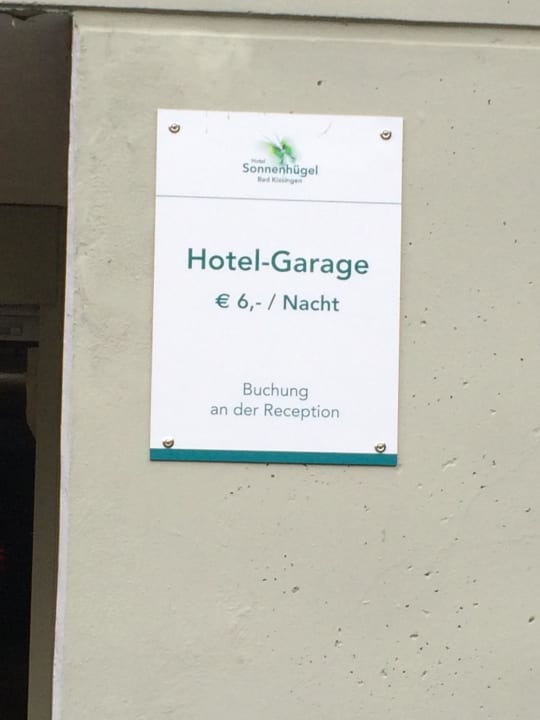 Hotel
Sonnenhügel
Bad Kissingen
Hotel-Garage
€ 6,- / Nacht
Buchung
an der Reception